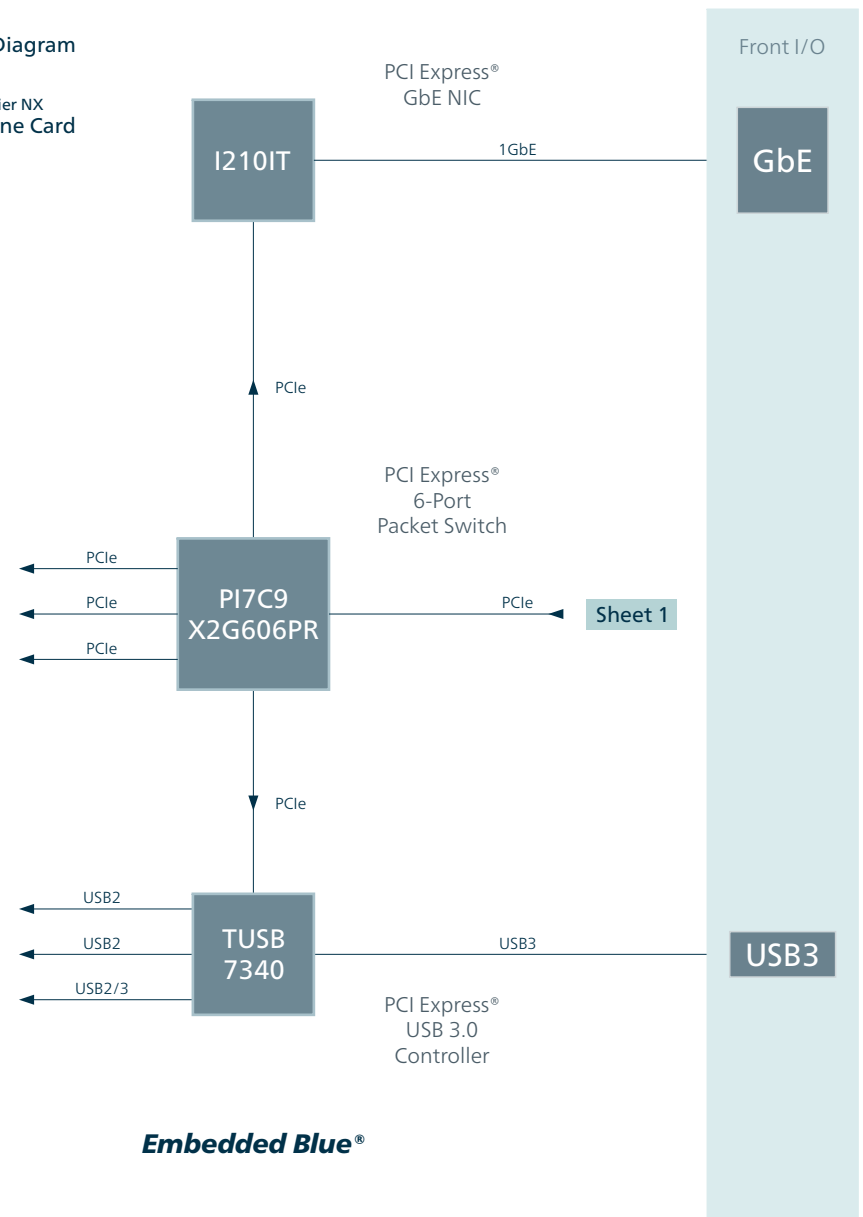 Diagram
Front I/O
PCI Express®
GbE NIC
NX
Card
I210IT
1GbE
GbE
PCIe
PCI Express®
6-Port
Packet Switch
PCIe
PCIe
PCIe
PI7C9
X2G606PR
PCIe
Sheet 1
PCIe
USB2
USB2
USB2/3
TUSB
7340
USB3
USB3
PCI Express®
USB 3.0
Controller
Embedded Blue®